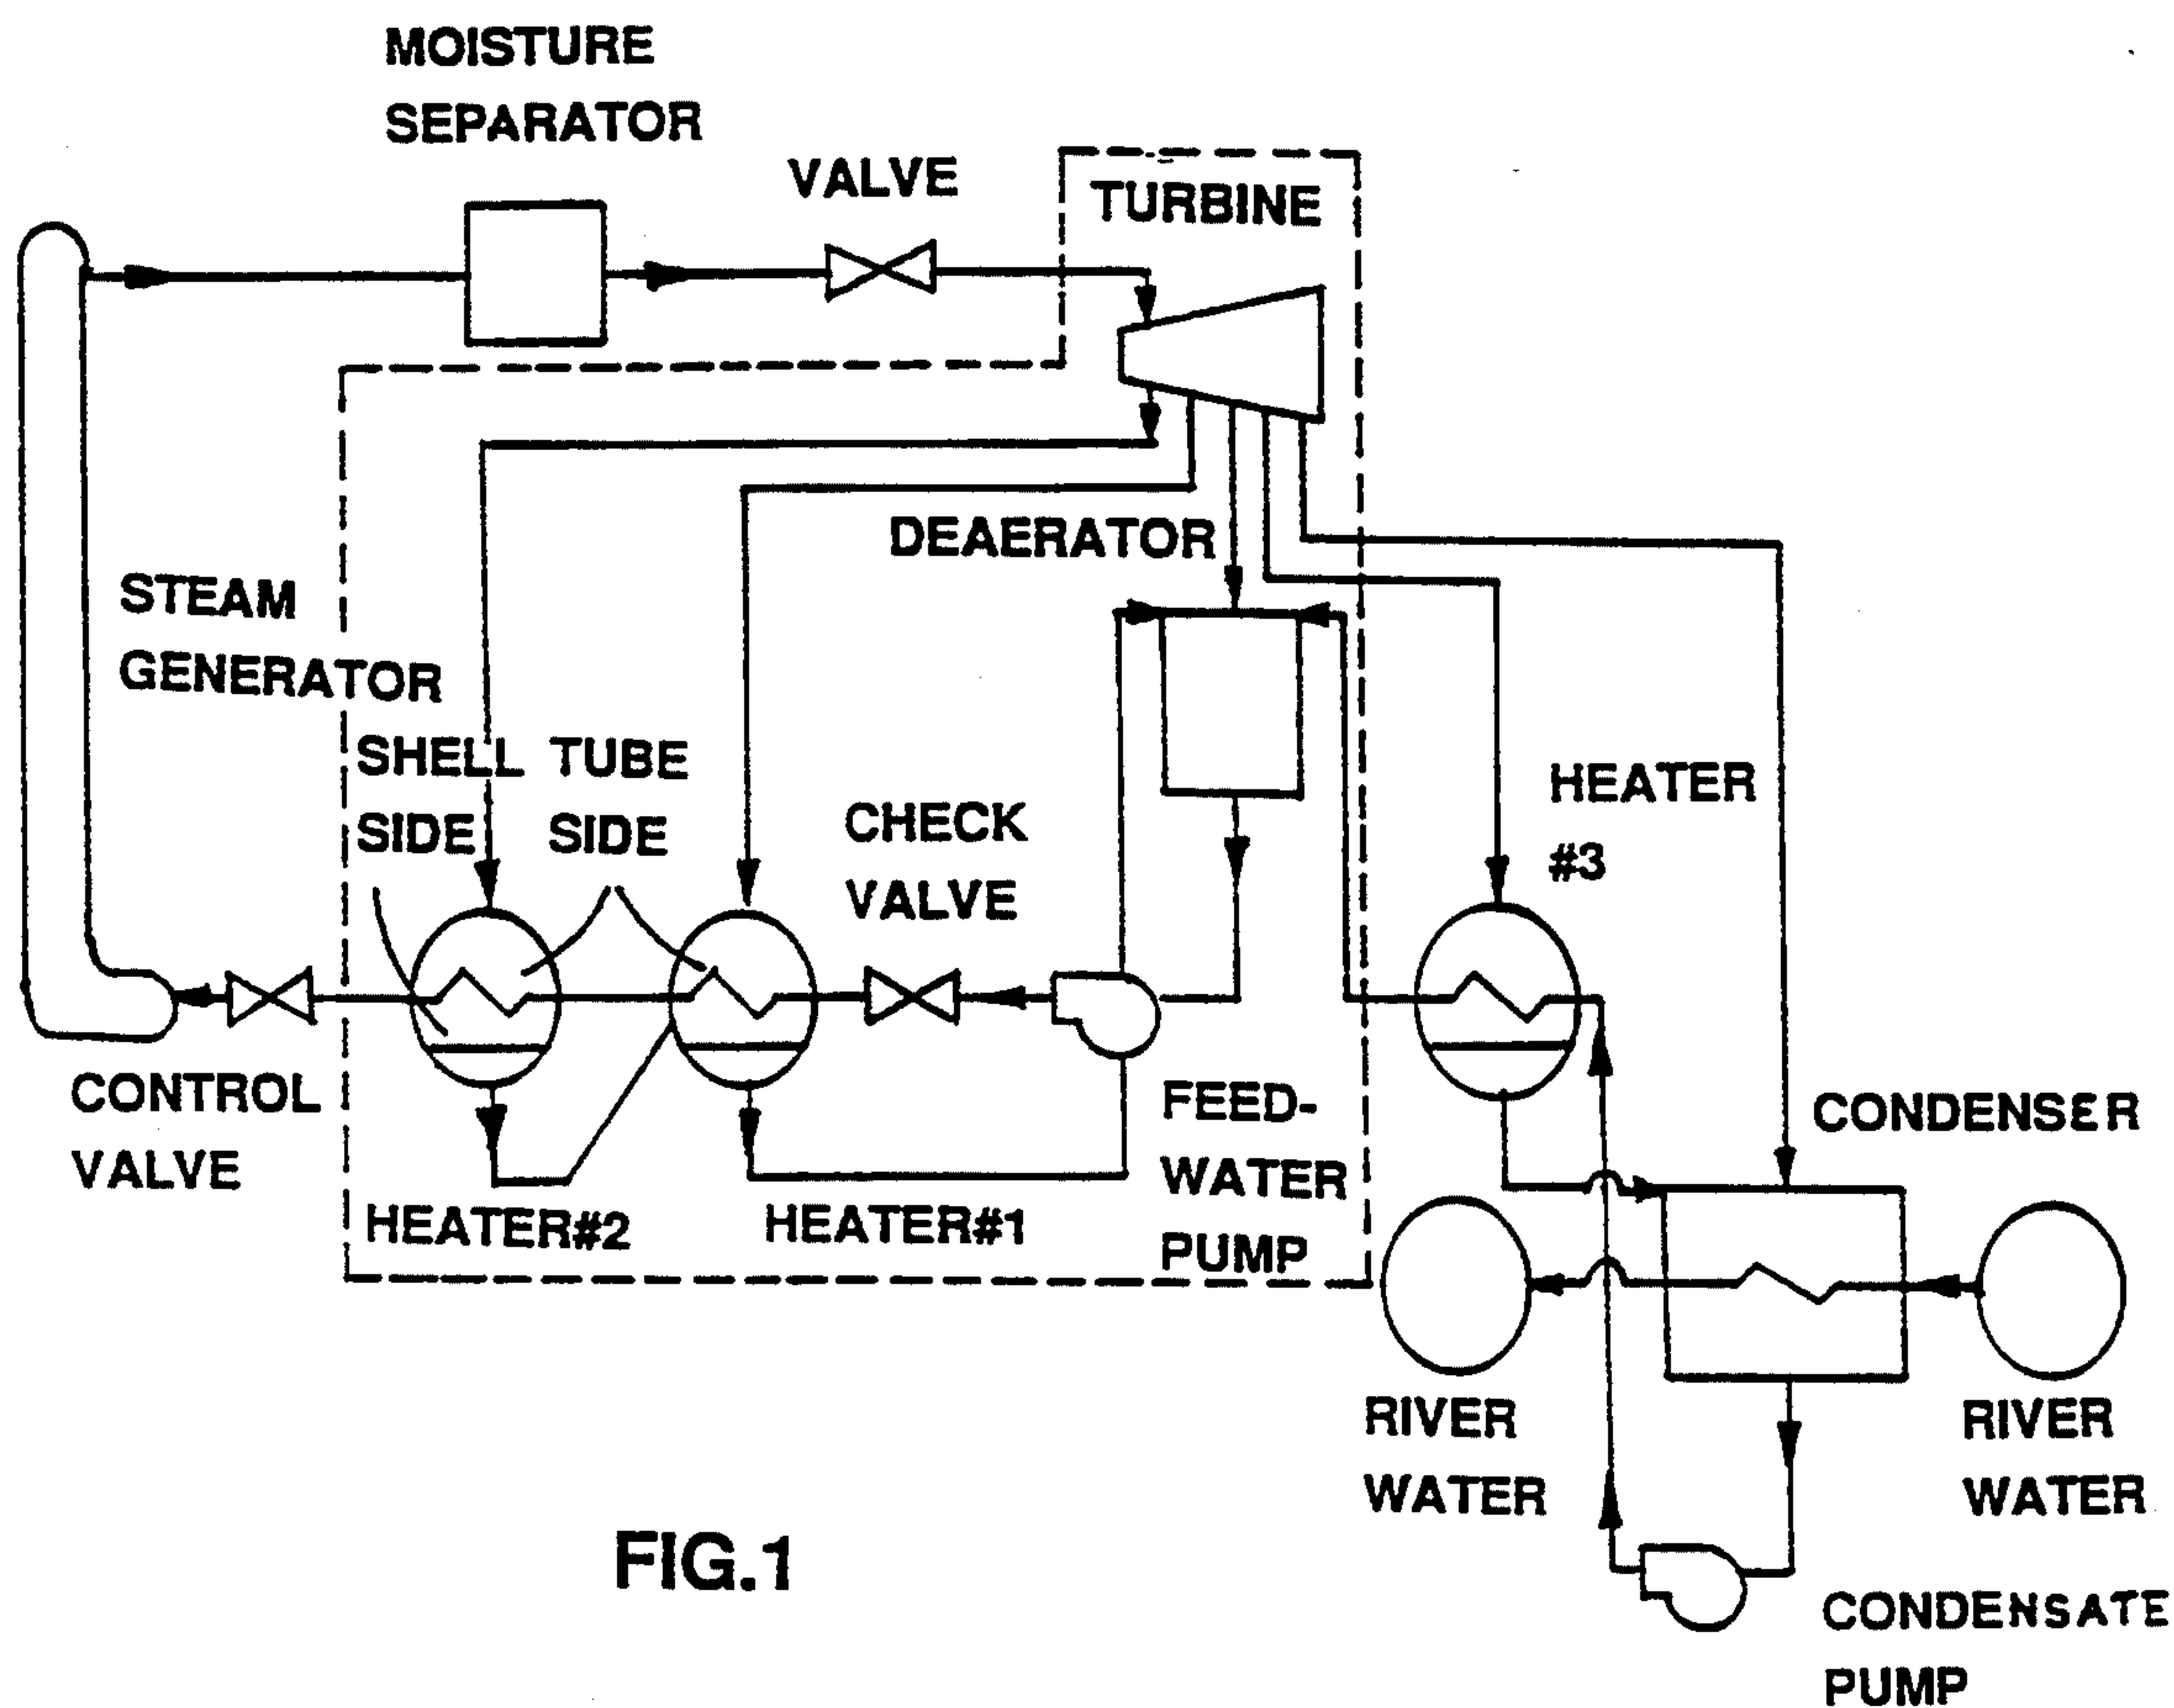 MOISTURE
SEPARATOR
VALVE
TURBINE
DEAERATOR
STEAM
GENERATOR
SHELL TUBE
SIDE SIDE
CHECK
VALVE
HEATER
#3
CONTROL
VALVE
FEED-
WATER
PUMP
CONDENSER
HEATER#2
HEATER#1
RIVER
WATER
RIVER
WATER
FIG.1
CONDENSATE
PUMP